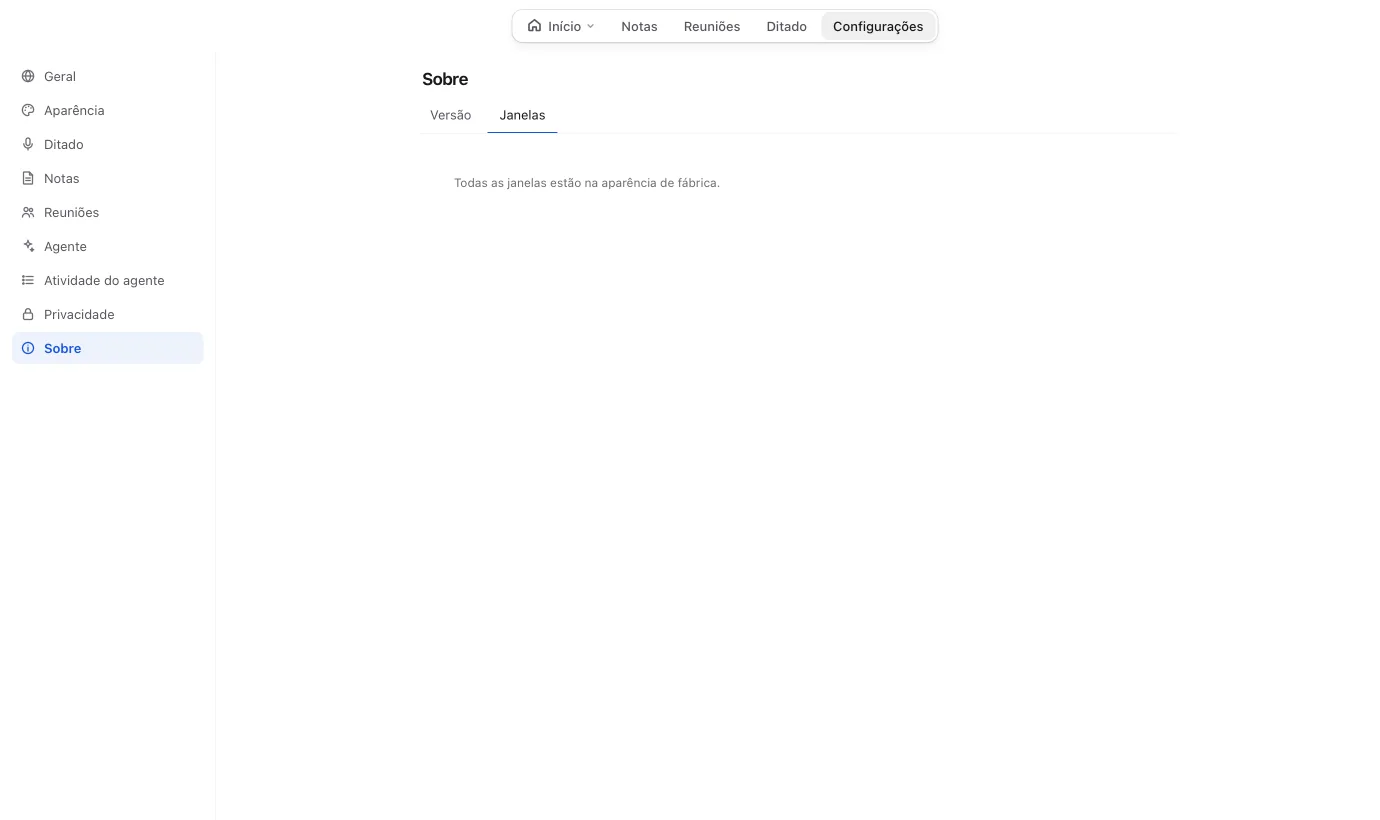 Início
Notas
Reuniões
Ditado
Configurações
Geral
Aparência
Ditado
Notas
Reuniões
Agente
Atividade do agente
Privacidade
Sobre
Sobre
Versão
Janelas
Todas as janelas estão na aparência de fábrica.